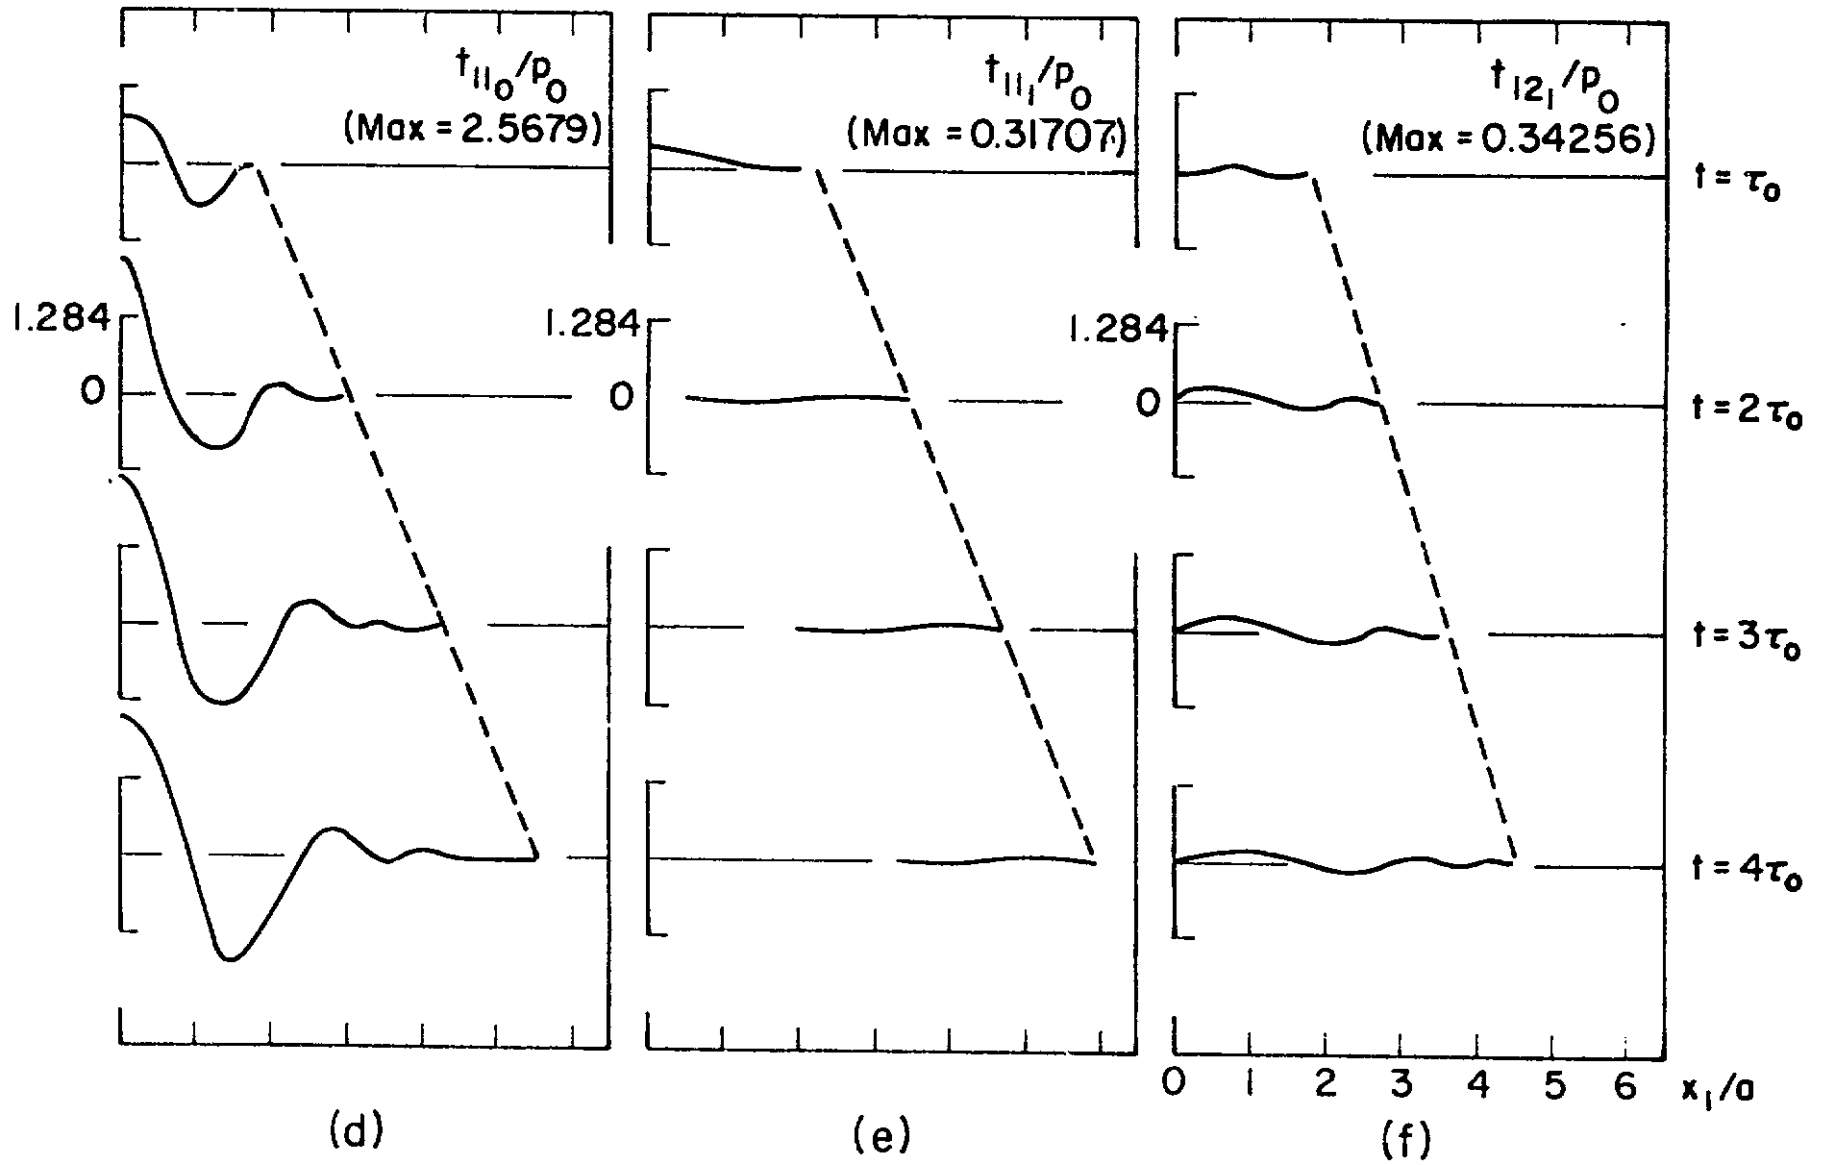 t₁₁₀/p₀
(Max = 2.5679)
t₁₁₁/p₀
(Max = 0.31707)
t₁₂₁/p₀
(Max = 0.34256)
t = τ₀
1.284
1.284
1.284
0
0
0
t = 2τ₀
t = 3τ₀
t = 4τ₀
0 1 2 3 4 5 6 x₁/a
(d) (e) (f)